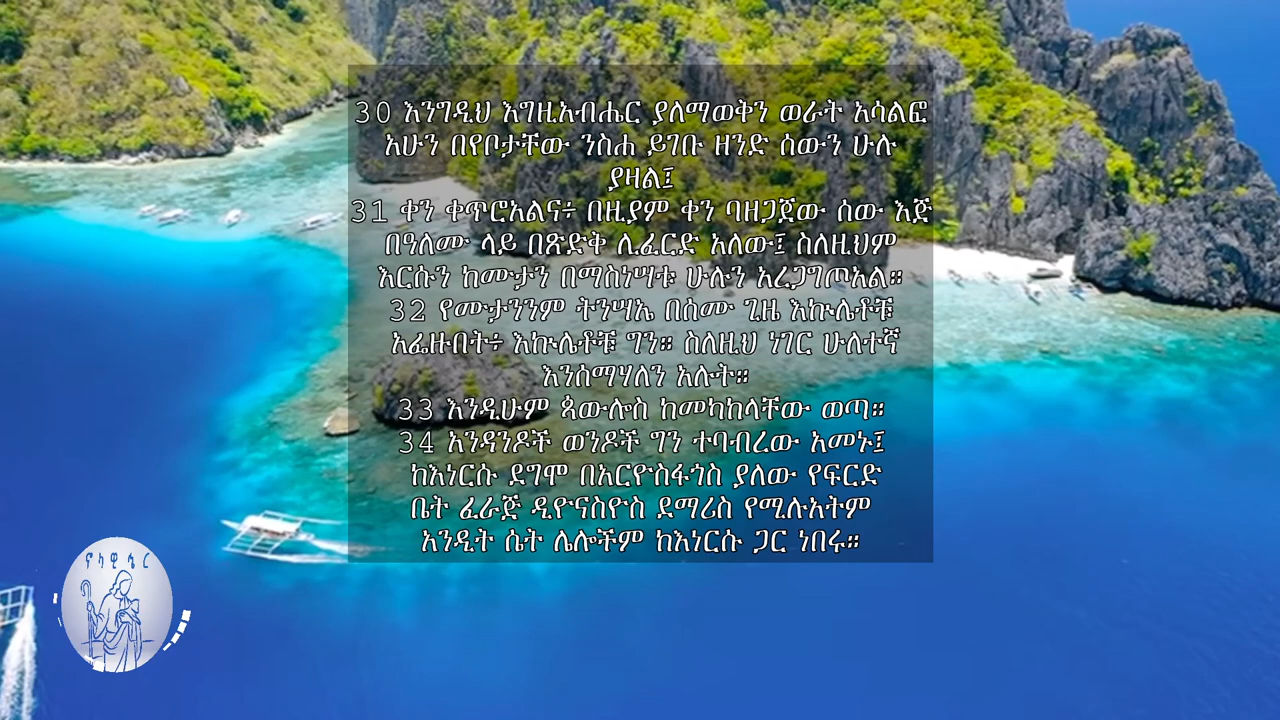 30 እንግዲህ እግዚአብሔር ያለማወቅን ወራት አሳልፎ
አሁን በየቦታቸው ንስሐ ይገቡ ዘንድ ሰውን ሁሉ
ያዛል፤
31 ቀን ቀጥሮአልና፥ በዚያም ቀን ባዘጋጀው ሰው እጅ
በዓለሙ ላይ በጽድቅ ሊፈርድ አለው፤ ስለዚህም
እርሱን ከሙታን በማስነሣቱ ሁሉን አረጋግጦአል።
32 የሙታንንም ትንሣኤ በሰሙ ጊዜ እኩሌቶቹ
አፌዙበት፥ እኩሌቶቹ ግን። ስለዚህ ነገር ሁለተኛ
እንሰማሃለን አሉት።
33 እንዲሁም ጳውሎስ ከመካከላቸው ወጣ።
34 አንዳንዶች ወንዶች ግን ተባብረው አመኑ፤
ከእነርሱ ደግሞ በአርዮስፋጎስ ያለው የፍርድ
ቤት ፈራጅ ዲዮናስዮስ ደማሪስ የሚሉአትም
አንዲት ሴት ሌሎችም ከእነርሱ ጋር ነበሩ።
ኖላዊ ኄር